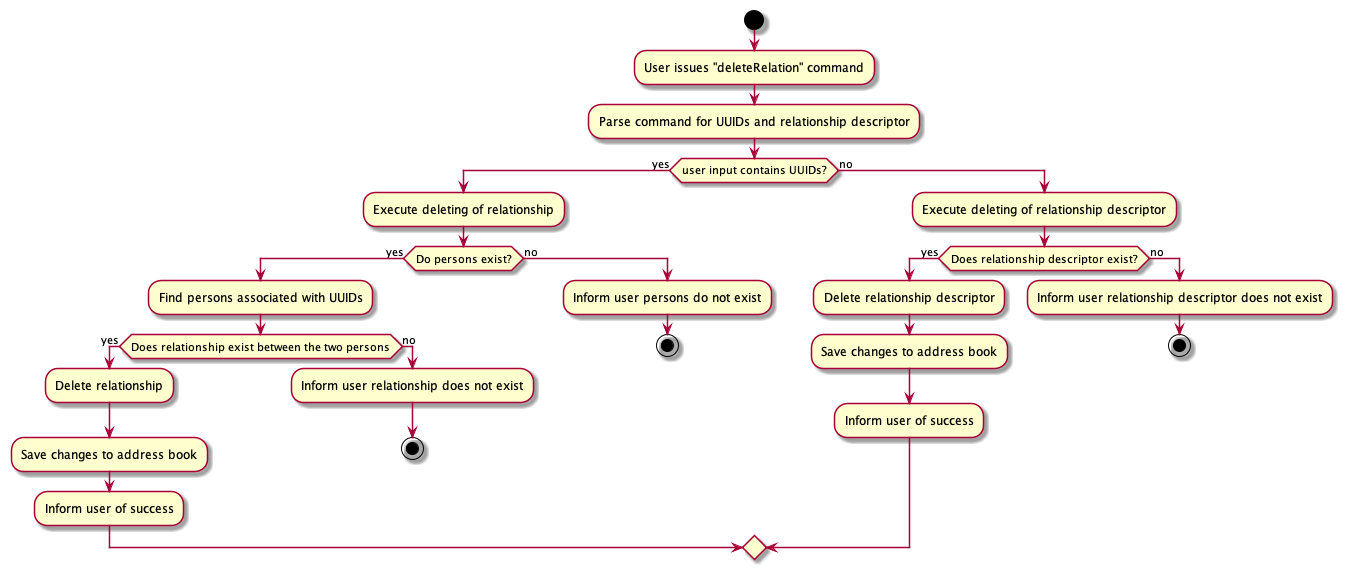 User issues "deleteRelation" command
Parse command for UUIDs and relationship descriptor
yes
user input contains UUIDs?
no
Execute deleting of relationship
Execute deleting of relationship descriptor
yes
Do persons exist?
no
yes
Does relationship descriptor exist?
no
Find persons associated with UUIDs
Inform user persons do not exist
Delete relationship descriptor
Inform user relationship descriptor does not exist
yes
Does relationship exist between the two persons
no
Save changes to address book
Delete relationship
Inform user relationship does not exist
Inform user of success
Save changes to address book
Inform user of success